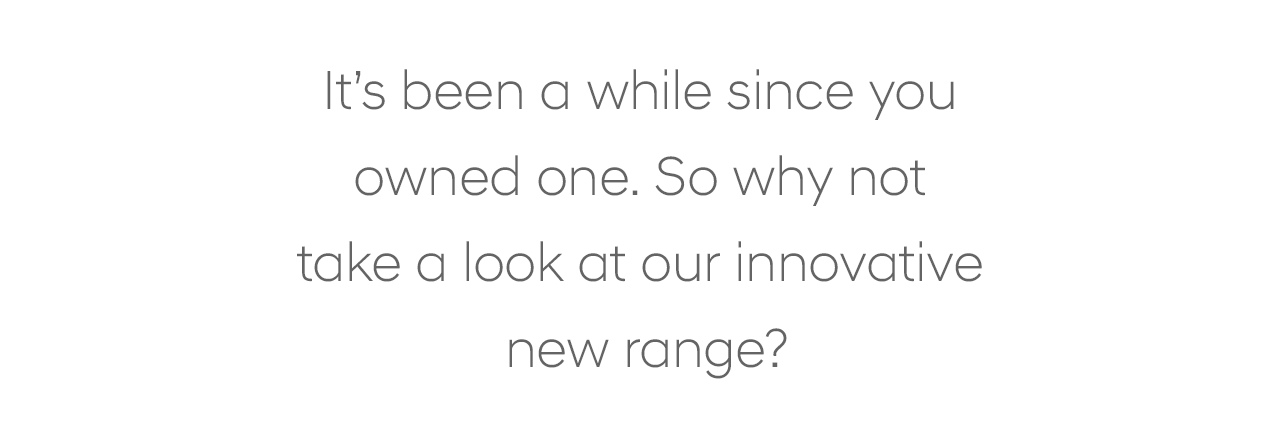 It’s been a while since you
owned one. So why not
take a look at our innovative
new range?